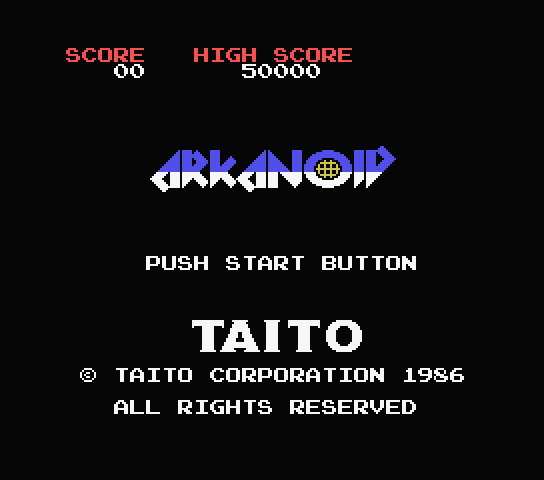 SCORE HIGH SCORE
00 50000
ARKANOID
PUSH START BUTTON
TAITO
© TAITO CORPORATION 1986
ALL RIGHTS RESERVED